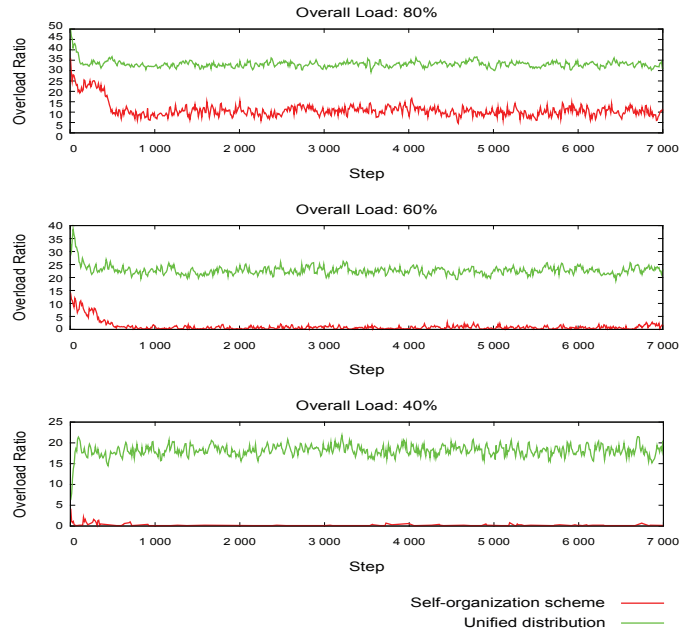 Overall Load: 80%
50
45
40
35
30
25
20
15
10
5
0
Overload Ratio
0 1 000 2 000 3 000 4 000 5 000 6 000 7 000
Step
Overall Load: 60%
40
35
30
25
20
15
10
5
0
Overload Ratio
0 1 000 2 000 3 000 4 000 5 000 6 000 7 000
Step
Overall Load: 40%
25
20
15
10
5
0
Overload Ratio
0 1 000 2 000 3 000 4 000 5 000 6 000 7 000
Step
Self-organization scheme
Unified distribution